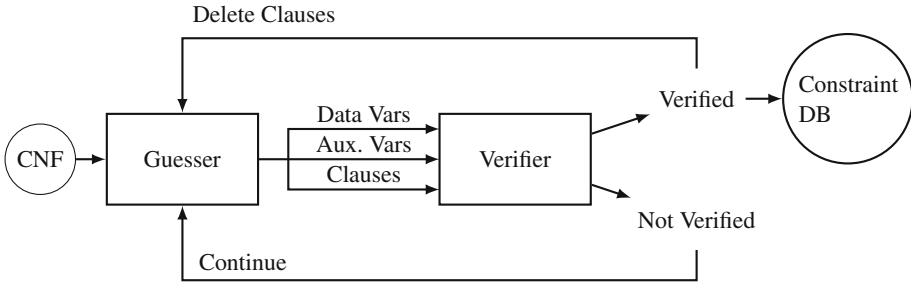 Delete Clauses
CNF
Guesser
Data Vars
Aux. Vars
Clauses
Verifier
Verified
Constraint
DB
Not Verified
Continue